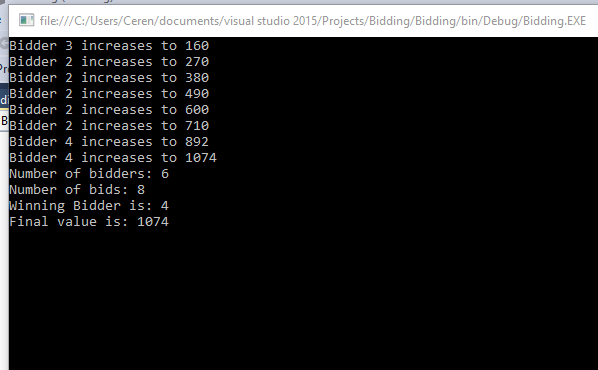 file:///C:/Users/Ceren/documents/visual studio 2015/Projects/Bidding/Bidding/bin/Debug/Bidding.EXE
Bidder 3 increases to 160
Bidder 2 increases to 270
Bidder 2 increases to 380
Bidder 2 increases to 490
Bidder 2 increases to 600
Bidder 2 increases to 710
Bidder 4 increases to 892
Bidder 4 increases to 1074
Number of bidders: 6
Number of bids: 8
Winning Bidder is: 4
Final value is: 1074